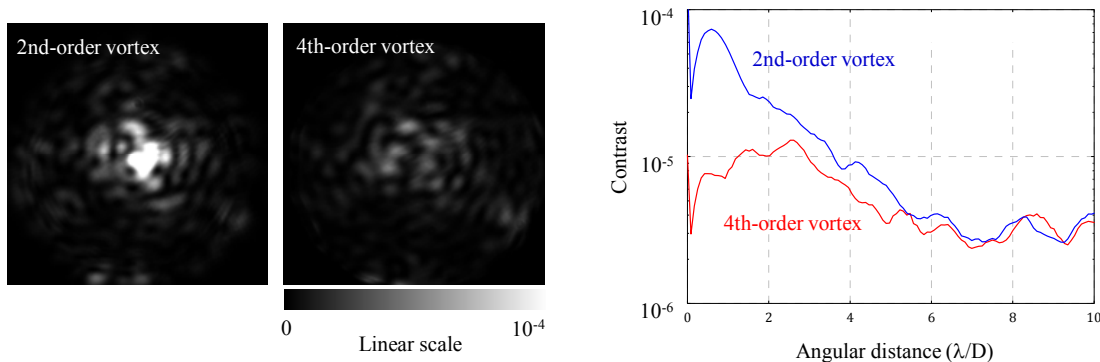 2nd-order vortex
4th-order vortex
0
10-4
Linear scale
10-4
10-5
10-6
Contrast
2nd-order vortex
4th-order vortex
0 2 4 6 8 10
Angular distance (λ/D)